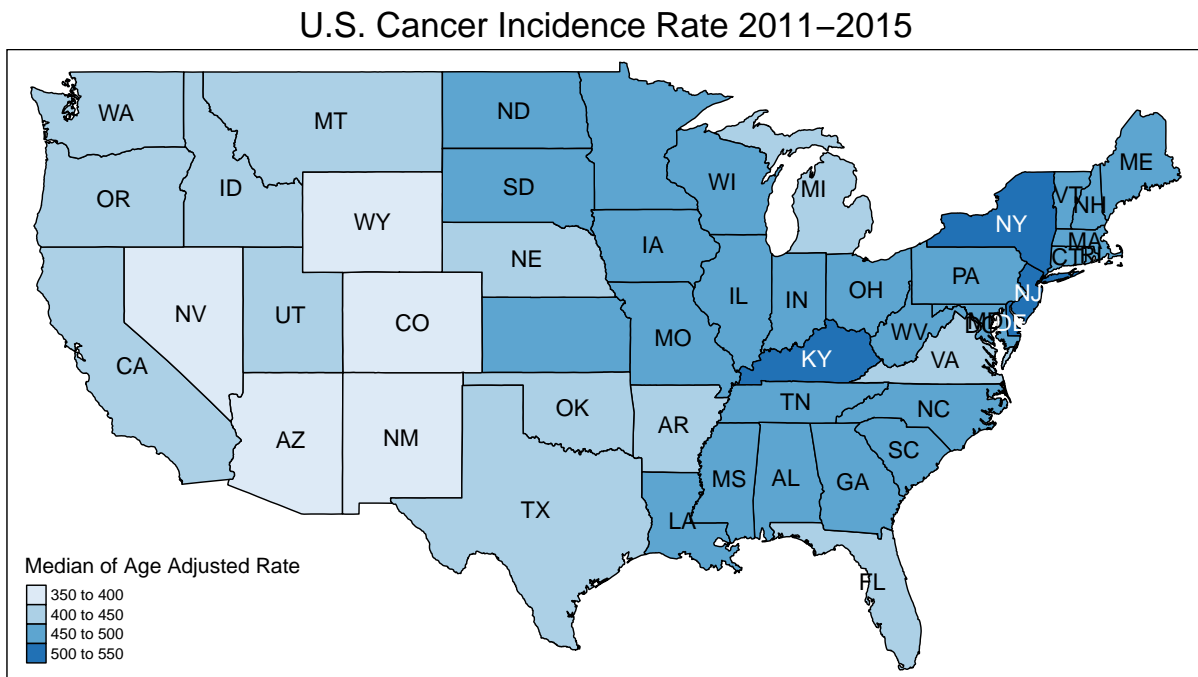 U.S. Cancer Incidence Rate 2011–2015
WA
MT
ND
ME
OR
ID
SD
WI
MI
VT
NH
NY
WY
MA
IA
NE
CT
RI
PA
NV
UT
CO
IL
IN
OH
NJ
MO
WV
MD
DC
DE
CA
KY
VA
OK
AR
TN
NC
AZ
NM
SC
MS
AL
GA
TX
LA
FL
Median of Age Adjusted Rate
350 to 400
400 to 450
450 to 500
500 to 550